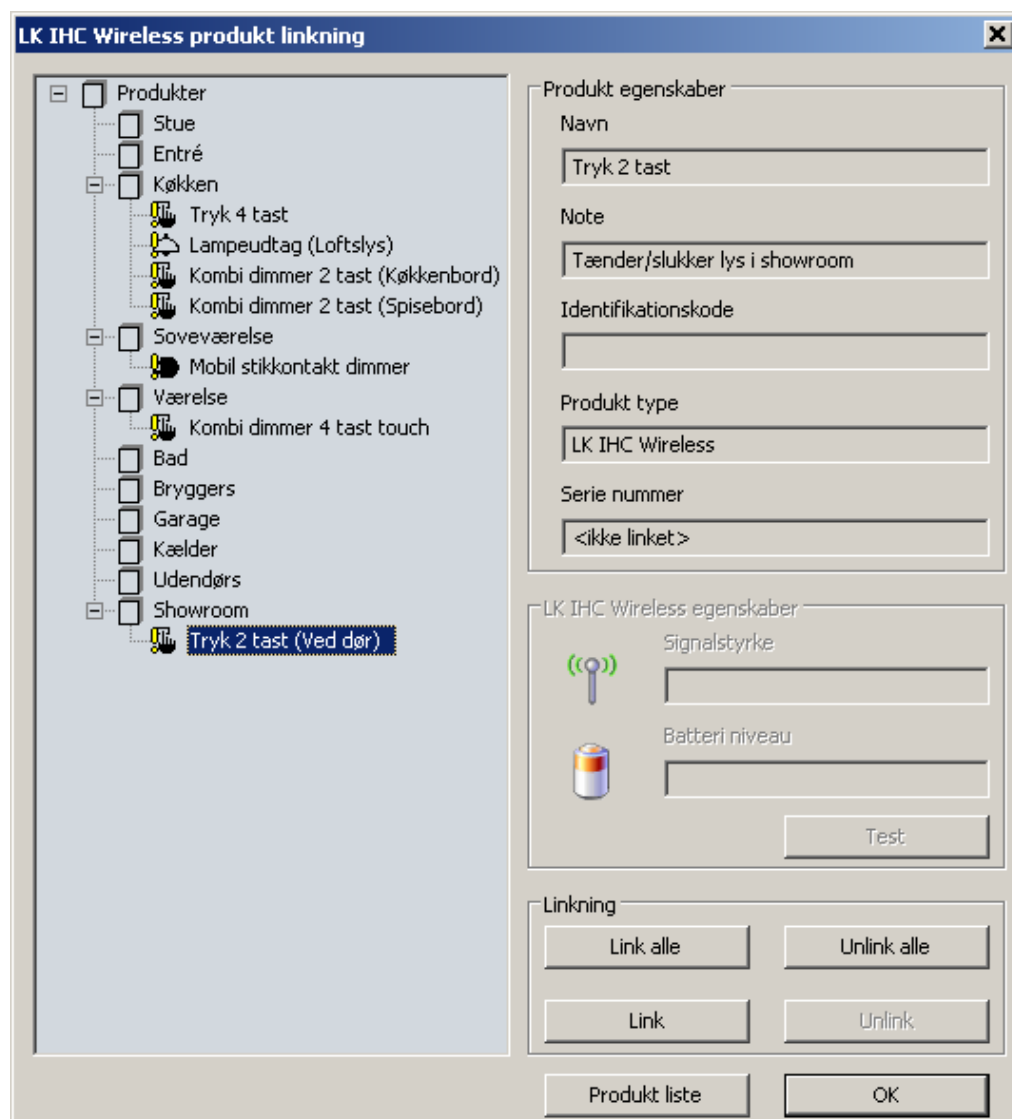 LK IHC Wireless produkt linkning
Produkter
Stue
Entré
Køkken
Tryk 4 tast
Lampeudtag (Loftslys)
Kombi dimmer 2 tast (Køkkenbord)
Kombi dimmer 2 tast (Spisebord)
Soveværelse
Mobil stikkontakt dimmer
Værelse
Kombi dimmer 4 tast touch
Bad
Bryggers
Garage
Kælder
Udendørs
Showroom
Tryk 2 tast (Ved dør)
Produkt egenskaber
Navn
Tryk 2 tast
Note
Tænder/slukker lys i showroom
Identifikationskode
Produkt type
LK IHC Wireless
Serie nummer
<ikke linket>
LK IHC Wireless egenskaber
Signalstyrke
Batteri niveau
Test
Linkning
Link alle
Unlink alle
Link
Unlink
Produkt liste
OK